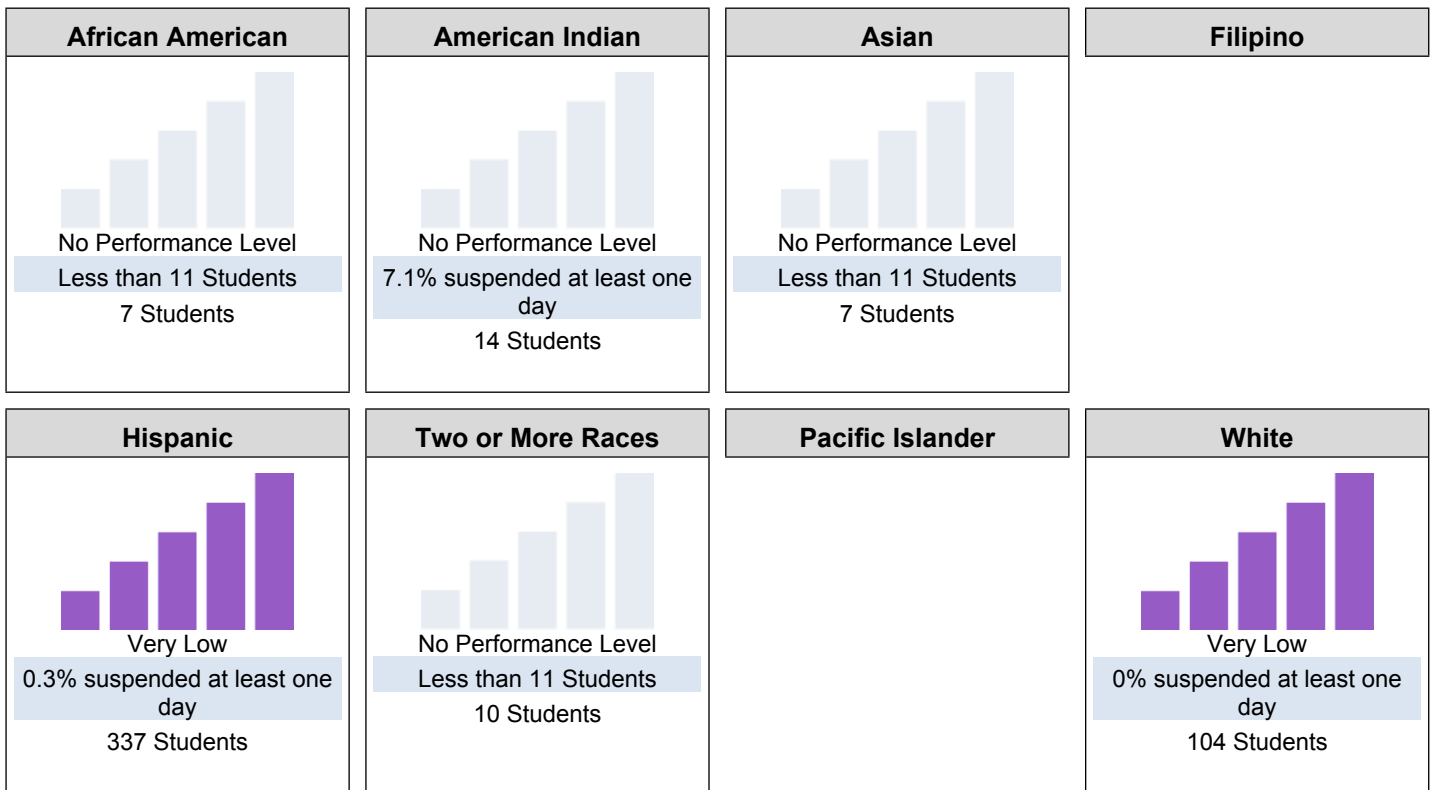 African American
No Performance Level
Less than 11 Students
7 Students
American Indian
No Performance Level
7.1% suspended at least one
day
14 Students
Asian
No Performance Level
Less than 11 Students
7 Students
Filipino
Hispanic
Very Low
0.3% suspended at least one
day
337 Students
Two or More Races
No Performance Level
Less than 11 Students
10 Students
Pacific Islander
White
Very Low
0% suspended at least one
day
104 Students